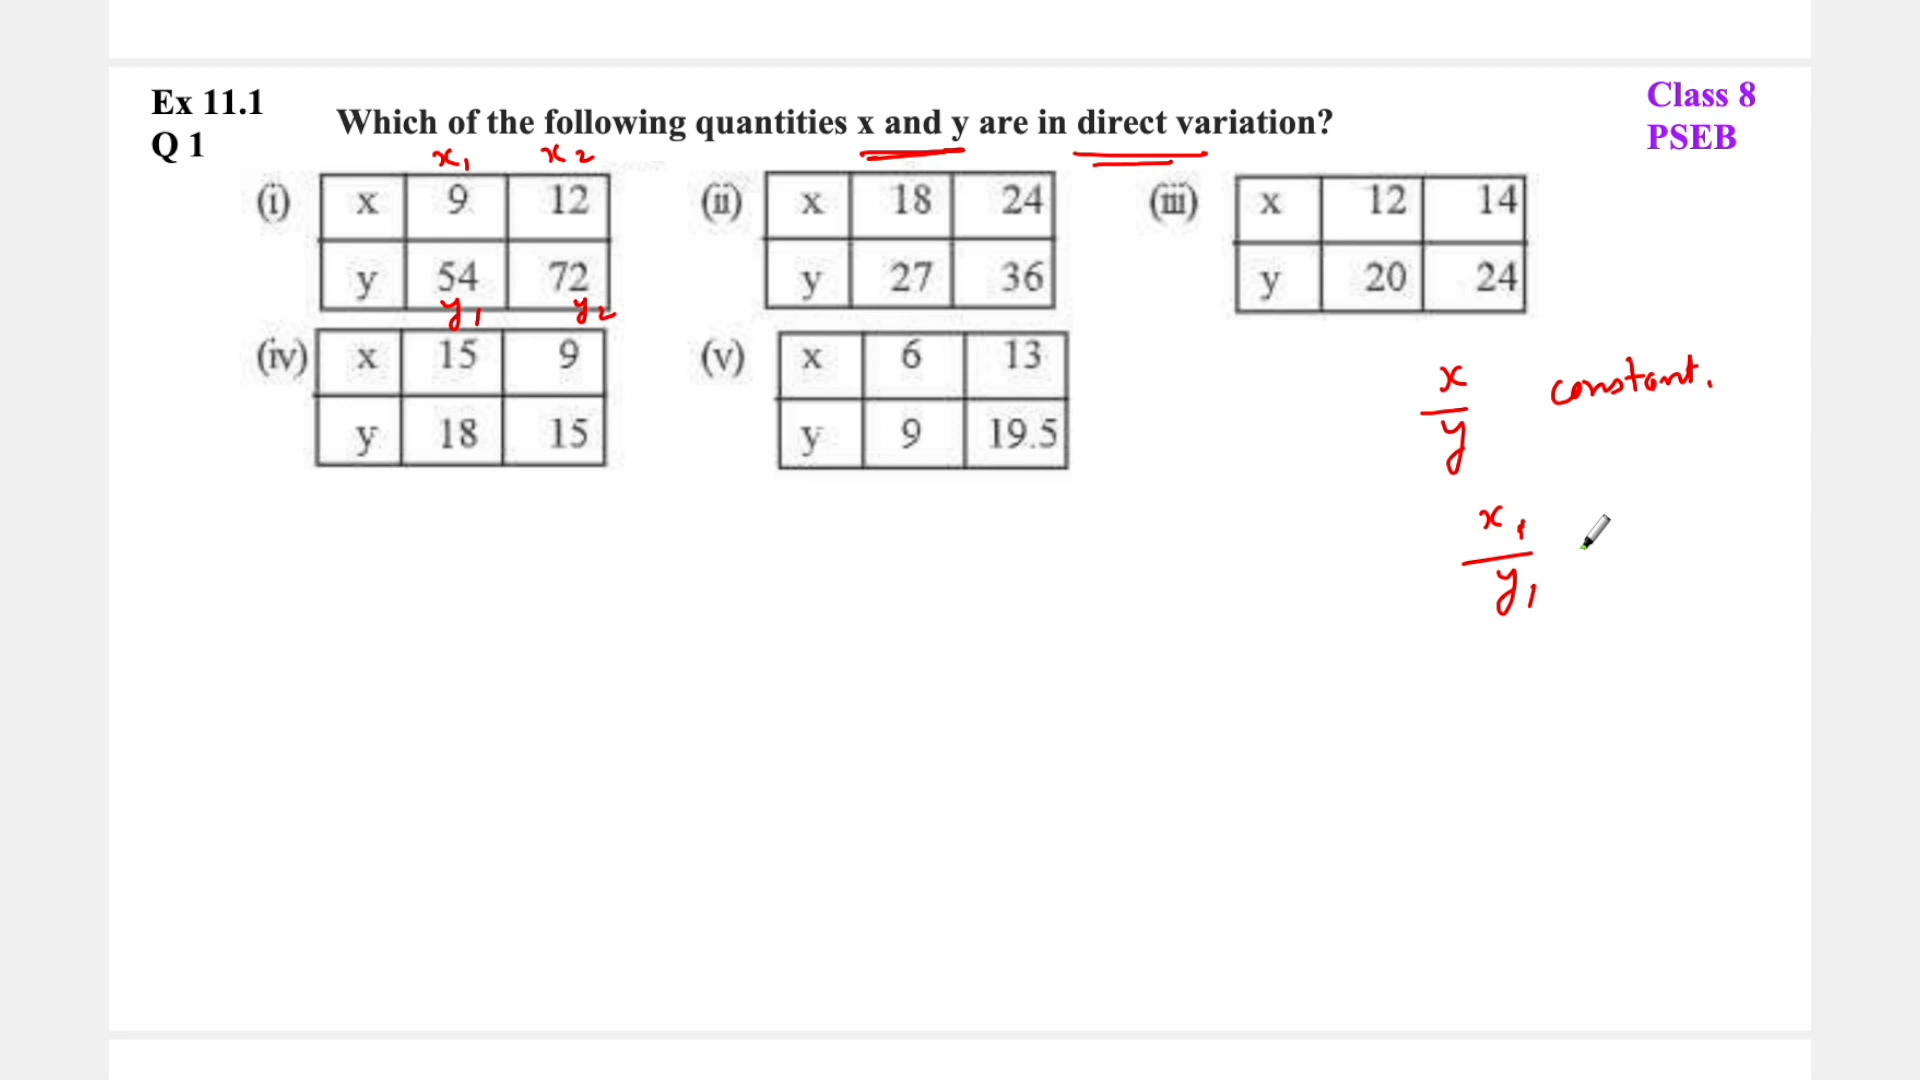 Ex 11.1
Q 1
Which of the following quantities x and y are in direct variation?
Class 8
PSEB
x₁ x₂
(i) x 9 12
y 54 72
y₁ y₂
(ii) x 18 24
y 27 36
(iii) x 12 14
y 20 24
(iv) x 15 9
y 18 15
(v) x 6 13
y 9 19.5
x
y
constant.
x₁
y₁